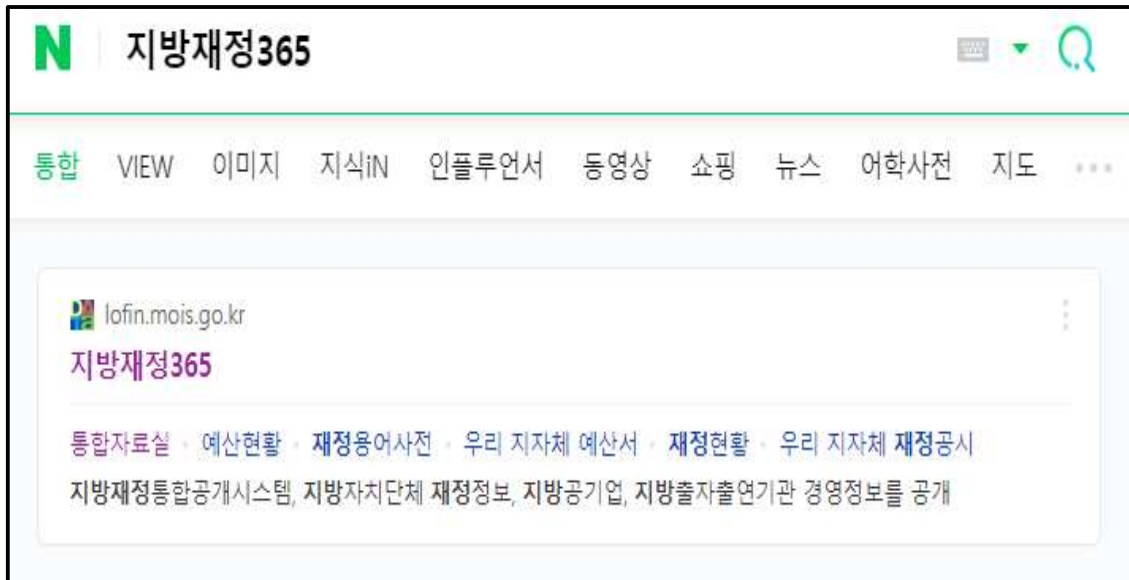 N 지방재정365
통합 VIEW 이미지 지식iN 인플루언서 동영상 쇼핑 뉴스 어학사전 지도
lofin.mois.go.kr
지방재정365
통합자료실 · 예산현황 · 재정용어사전 · 우리 지자체 예산서 · 재정현황 · 우리 지자체 재정공시
지방재정통합공개시스템, 지방자치단체 재정정보, 지방공기업, 지방출자출연기관 경영정보를 공개